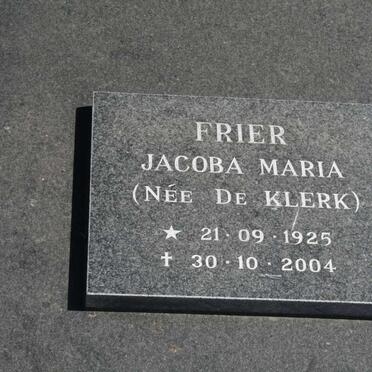 FRIER
JACOBA MARIA
(NÉE DE KLERK)
★ 21·09·1925
✝ 30·10·2004